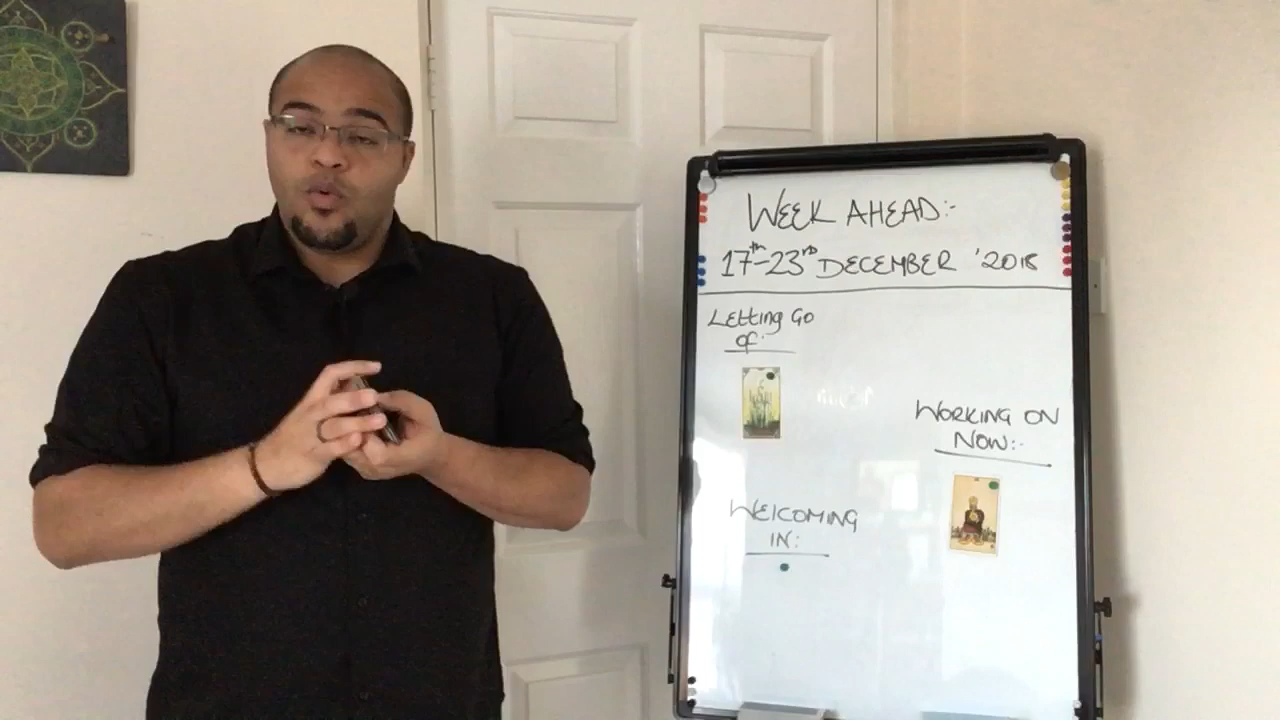 WEEK AHEAD:-
17th-23rd DECEMBER '2018
LETTING GO
OF:
WORKING ON
NOW:-
WELCOMING
IN: